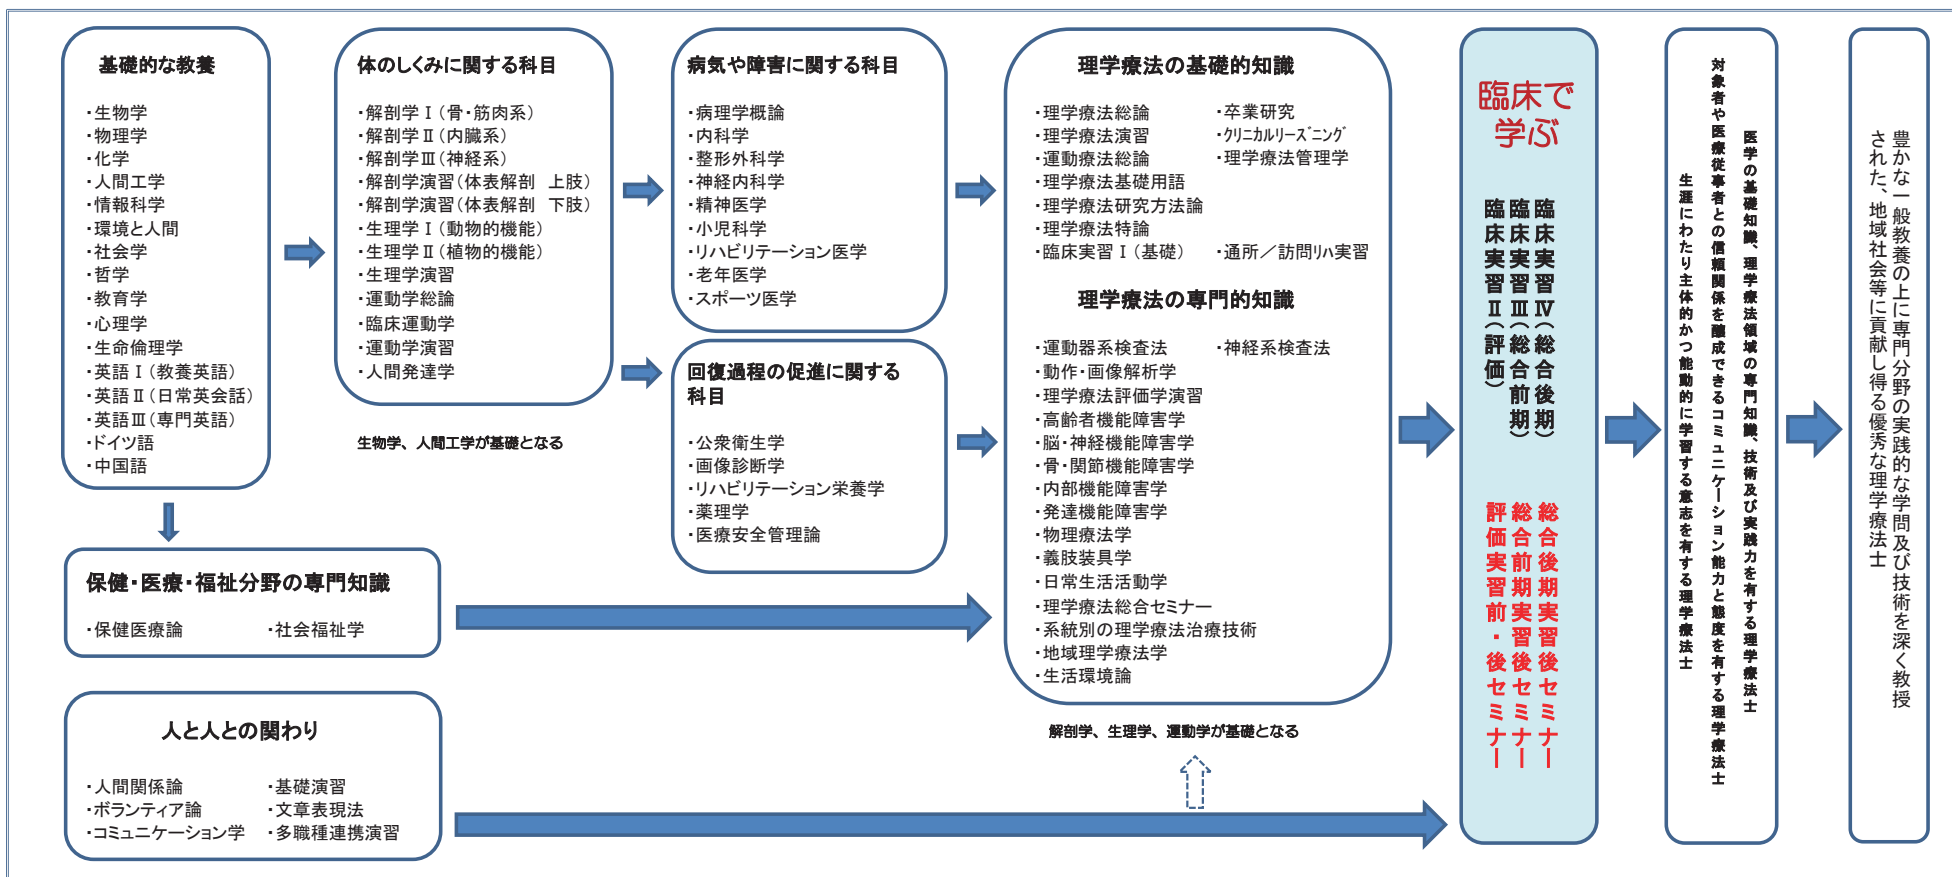 基礎的な教養
・生物学
・物理学
・化学
・人間工学
・情報科学
・環境と人間
・社会学
・哲学
・教育学
・心理学
・生命倫理学
・英語Ⅰ（教養英語）
・英語Ⅱ（日常英会話）
・英語Ⅲ（専門英語）
・ドイツ語
・中国語
体のしくみに関する科目
・解剖学Ⅰ（骨・筋肉系）
・解剖学Ⅱ（内臓系）
・解剖学Ⅲ（神経系）
・解剖学演習（体表解剖　上肢）
・解剖学演習（体表解剖　下肢）
・生理学Ⅰ（動物的機能）
・生理学Ⅱ（植物的機能）
・生理学演習
・運動学総論
・臨床運動学
・運動学演習
・人間発達学
生物学、人間工学が基礎となる
病気や障害に関する科目
・病理学概論
・内科学
・整形外科学
・神経内科学
・精神医学
・小児科学
・リハビリテーション医学
・老年医学
・スポーツ医学
回復過程の促進に関する
科目
・公衆衛生学
・画像診断学
・リハビリテーション栄養学
・薬理学
・医療安全管理論
保健・医療・福祉分野の専門知識
・保健医療論　・社会福祉学
人と人との関わり
・人間関係論　・基礎演習
・ボランティア論　・文章表現法
・コミュニケーション学　・多職種連携演習
理学療法の基礎的知識
・理学療法総論　・卒業研究
・理学療法演習　・ｸﾘﾆｶﾙﾘｰｽﾞﾆﾝｸﾞ
・運動療法総論　・理学療法管理学
・理学療法基礎用語
・理学療法研究方法論
・理学療法特論
・臨床実習Ⅰ（基礎）　・通所／訪問ﾘﾊ実習
理学療法の専門的知識
・運動器系検査法　・神経系検査法
・動作・画像解析学
・理学療法評価学演習
・高齢者機能障害学
・脳・神経機能障害学
・骨・関節機能障害学
・内部機能障害学
・発達機能障害学
・物理療法学
・義肢装具学
・日常生活活動学
・理学療法総合セミナー
・系統別の理学療法治療技術
・地域理学療法学
・生活環境論
解剖学、生理学、運動学が基礎となる
臨床で
学ぶ
臨床実習Ⅳ（総合後期）
臨床実習Ⅲ（総合前期）
臨床実習Ⅱ（評価）
総合後期実習後セミナー
総合前期実習後セミナー
評価実習前・後セミナー
医学の基礎知識、理学療法領域の専門知識、技術及び実践力を有する理学療法士
対象者や医療従事者との信頼関係を醸成できるコミュニケーション能力と態度を有する理学療法士
生涯にわたり主体的かつ能動的に学習する意志を有する理学療法士
豊かな一般教養の上に専門分野の実践的な学問及び技術を深く教授
された、地域社会等に貢献し得る優秀な理学療法士